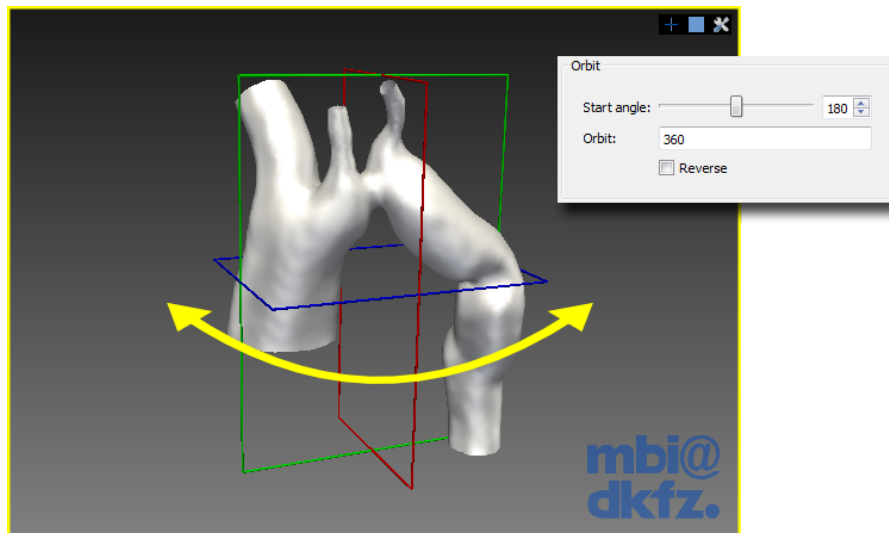 Orbit
Start angle: 180
Orbit: 360
Reverse
mbi@
dkfz.